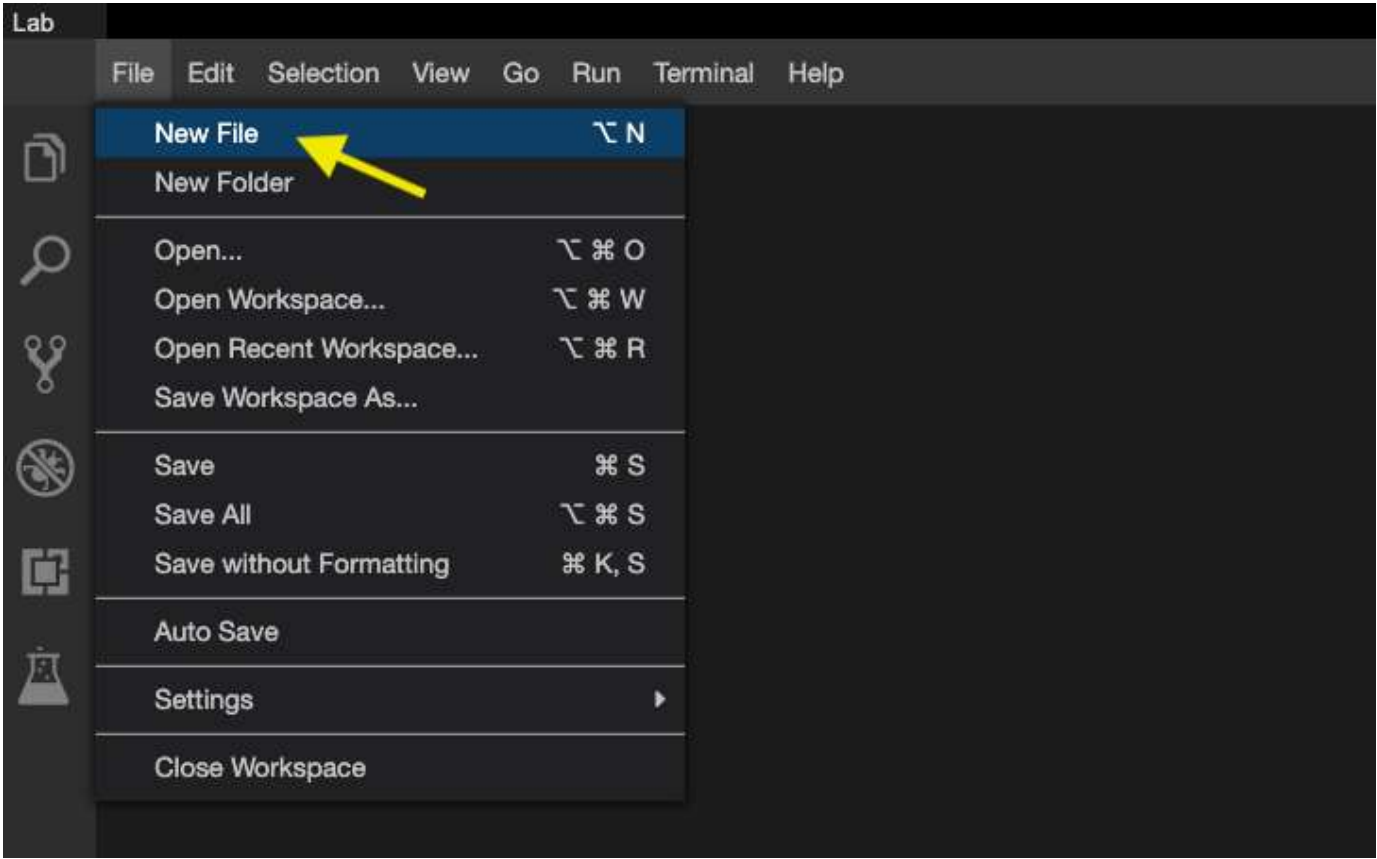 Lab
File Edit Selection View Go Run Terminal Help
New File ⌥ N
New Folder
Open... ⌥ ⌘ O
Open Workspace... ⌥ ⌘ W
Open Recent Workspace... ⌥ ⌘ R
Save Workspace As...
Save ⌘ S
Save All ⌥ ⌘ S
Save without Formatting ⌘ K, S
Auto Save
Settings
Close Workspace